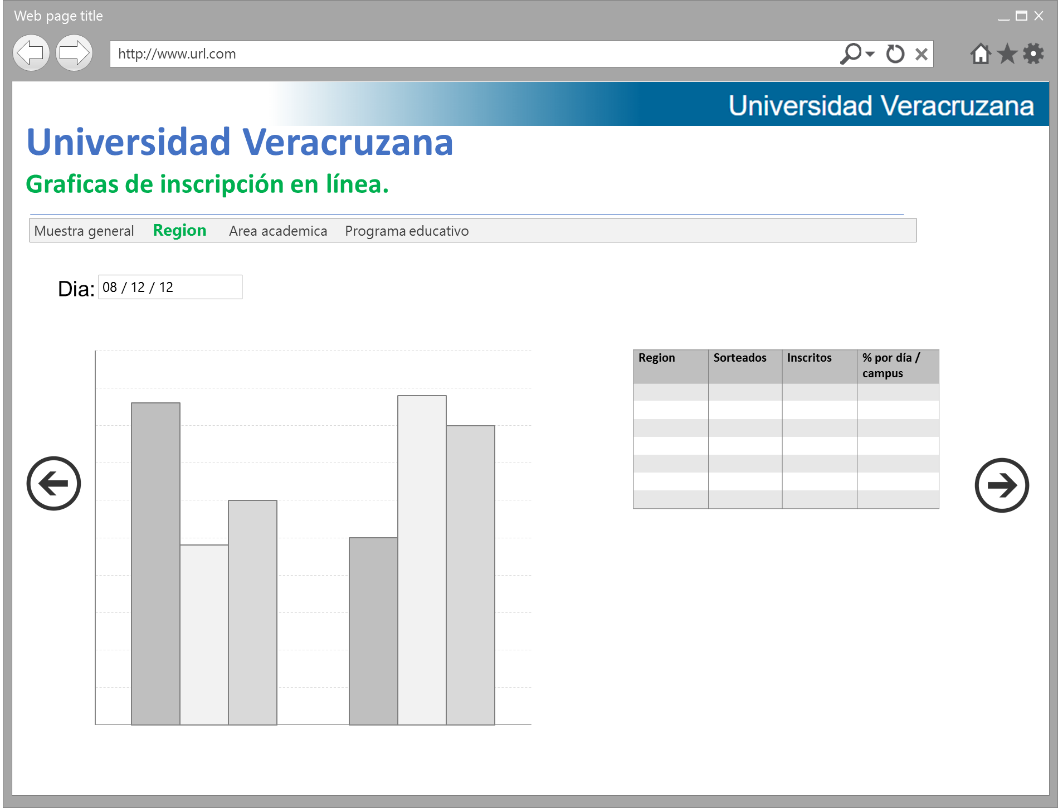 Web page title
http://www.url.com
Universidad Veracruzana
Universidad Veracruzana
Graficas de inscripción en línea.
Muestra general Region Area academica Programa educativo
Dia: 08 / 12 / 12
Region Sorteados Inscritos % por día /
campus